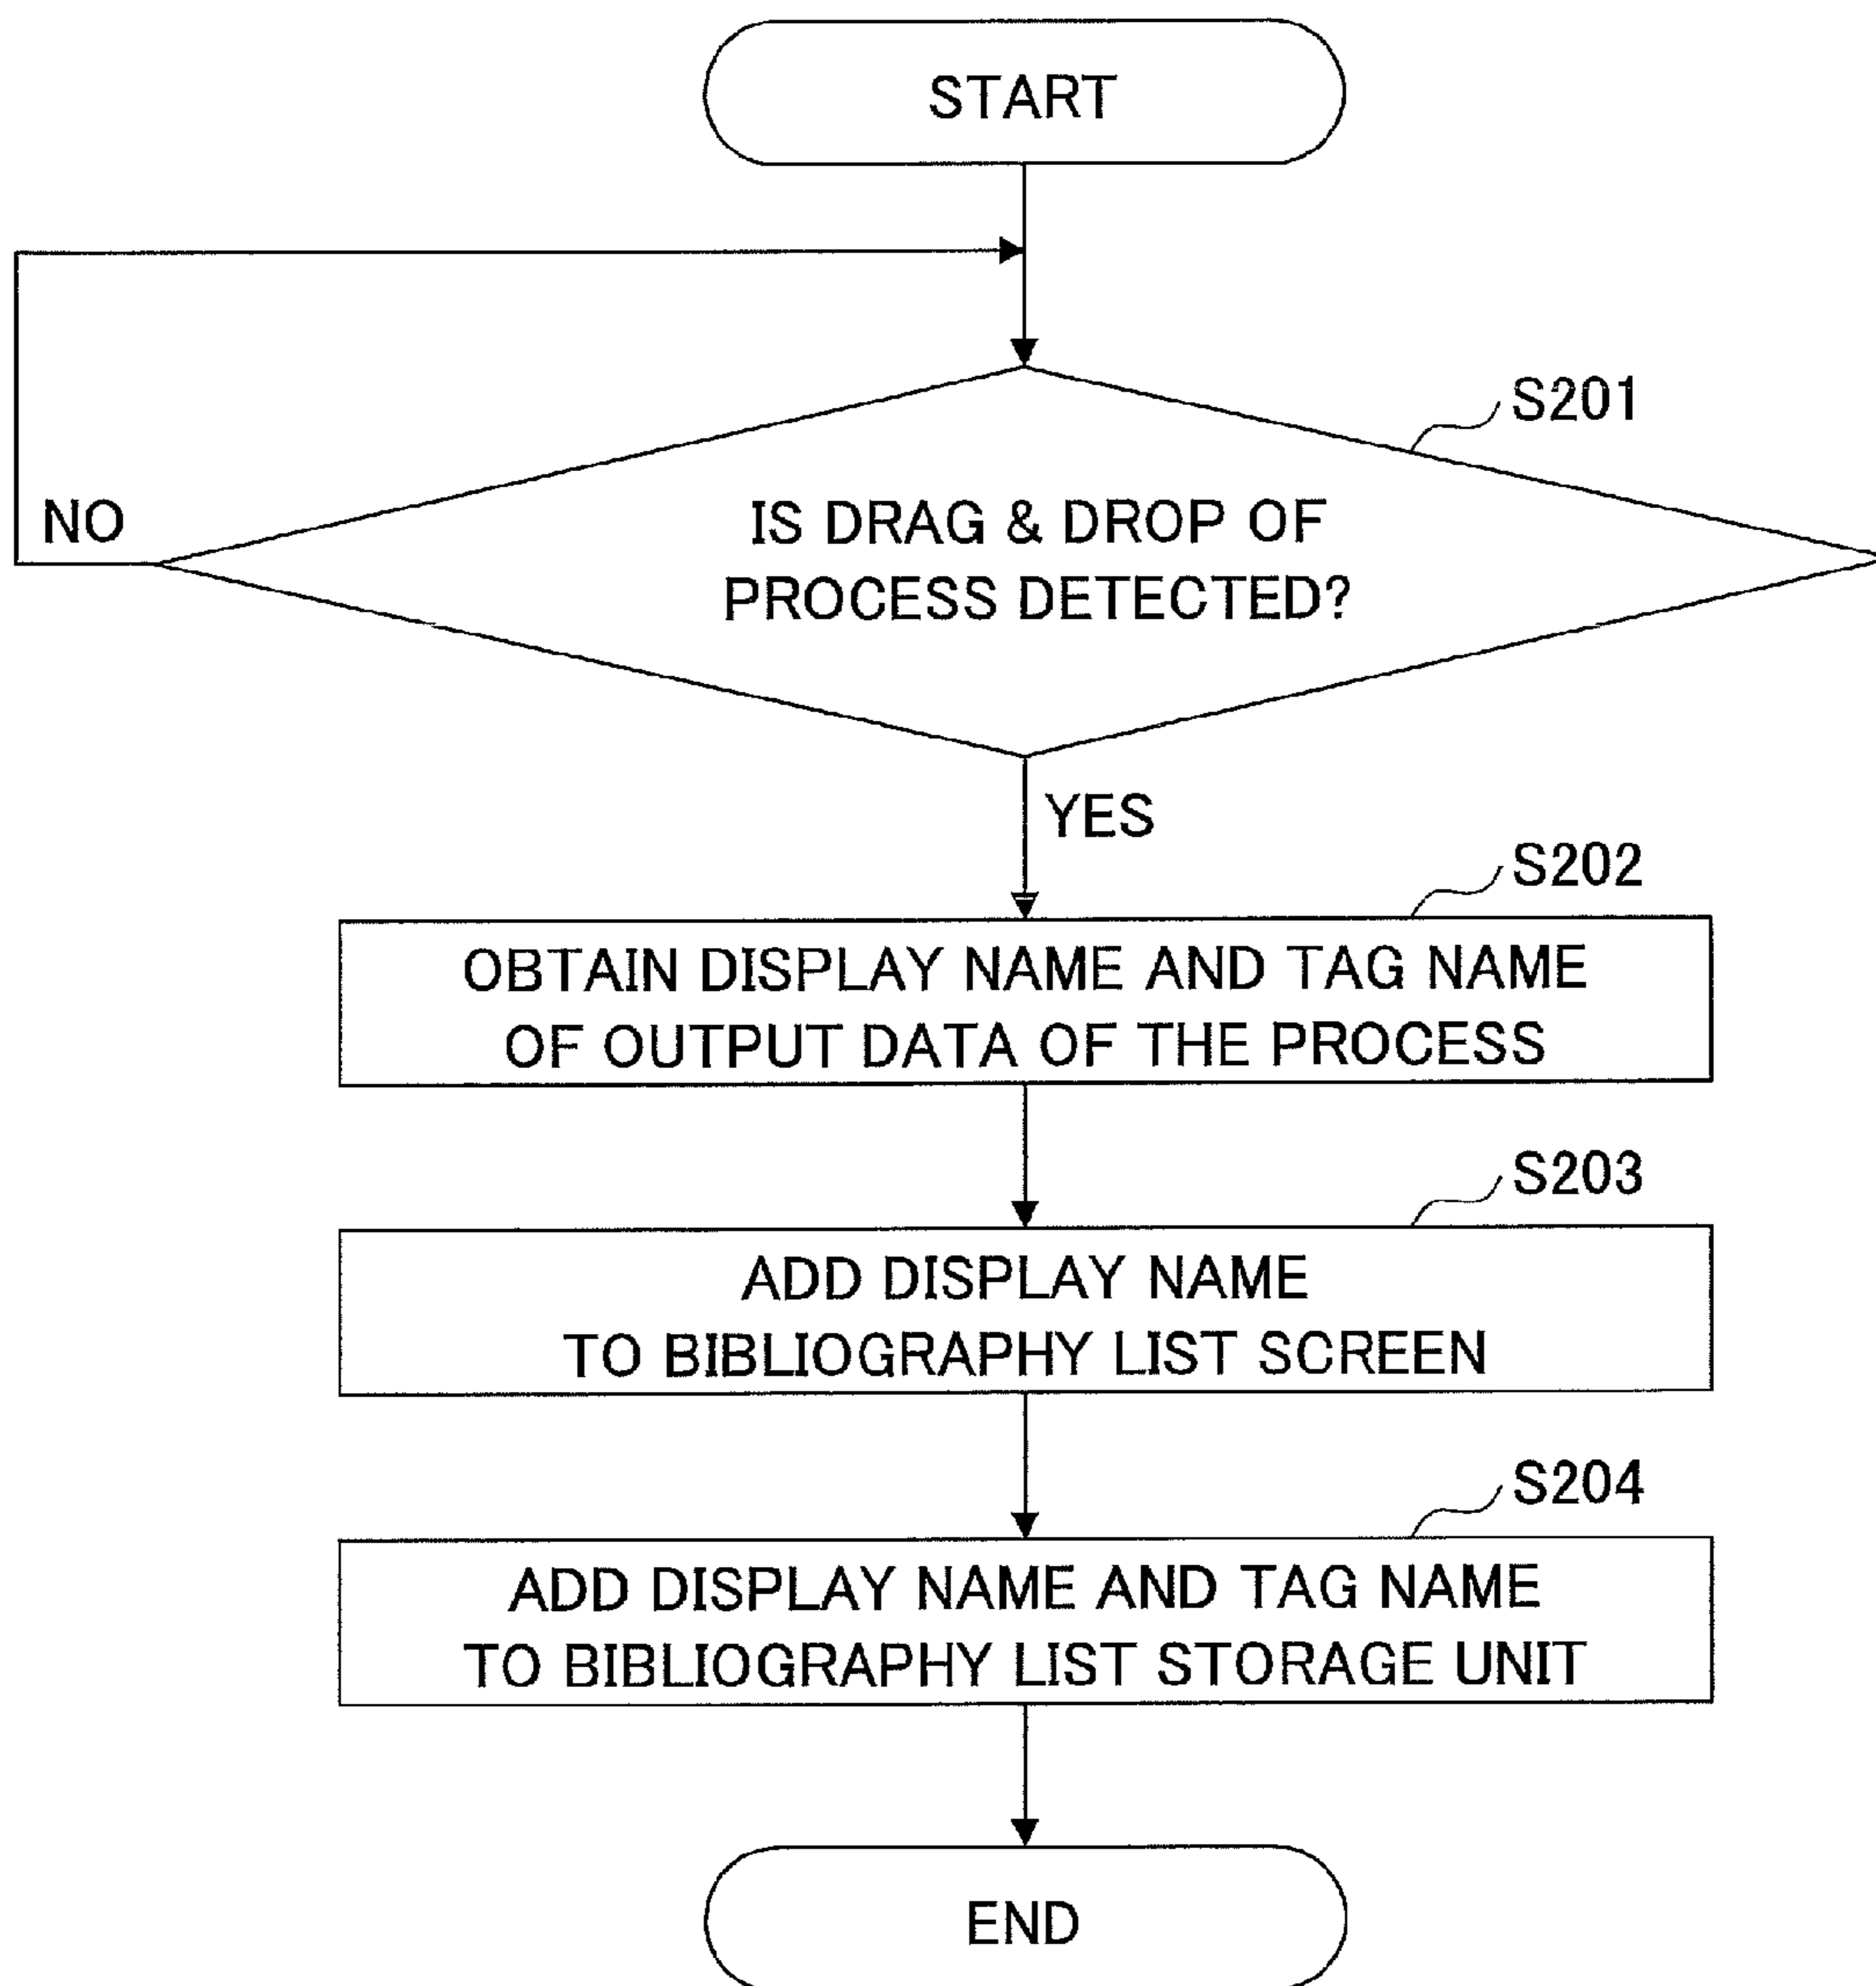 START
S201
NO
IS DRAG & DROP OF
PROCESS DETECTED?
YES
S202
OBTAIN DISPLAY NAME AND TAG NAME
OF OUTPUT DATA OF THE PROCESS
S203
ADD DISPLAY NAME
TO BIBLIOGRAPHY LIST SCREEN
S204
ADD DISPLAY NAME AND TAG NAME
TO BIBLIOGRAPHY LIST STORAGE UNIT
END